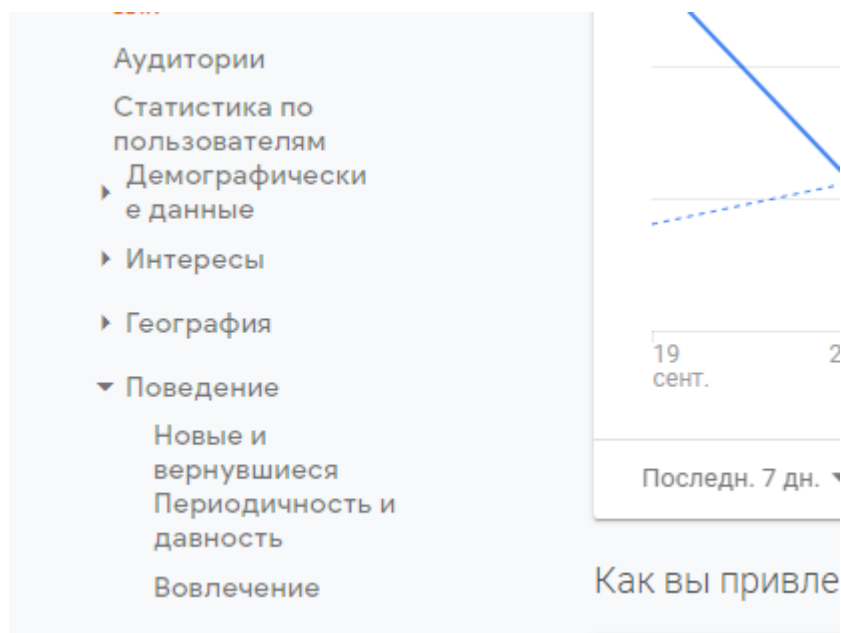 Аудитории
Статистика по
пользователям
Демографически
е данные
Интересы
География
Поведение
Новые и
вернувшиеся
Периодичность и
давность
Вовлечение
19
сент.
2
Последн. 7 дн.
Как вы привле